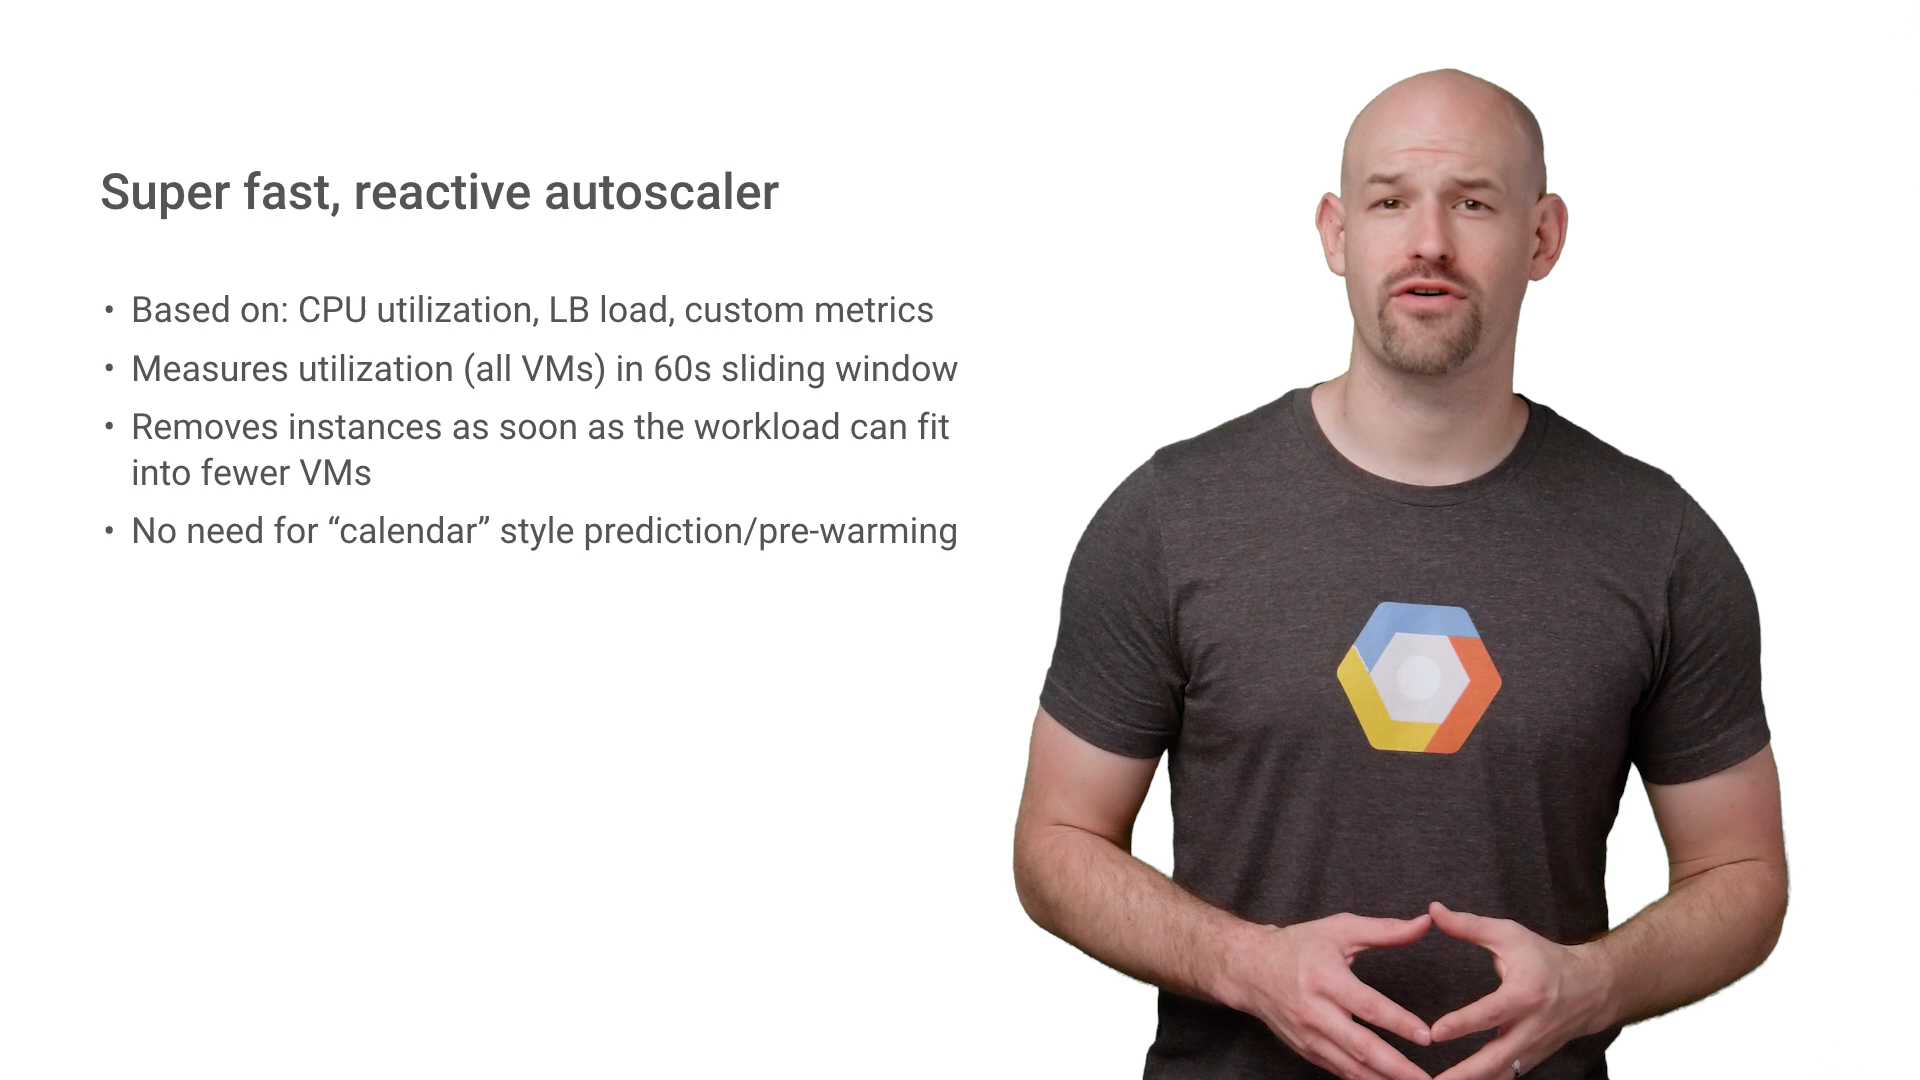 Super fast, reactive autoscaler
• Based on: CPU utilization, LB load, custom metrics
• Measures utilization (all VMs) in 60s sliding window
• Removes instances as soon as the workload can fit
into fewer VMs
• No need for “calendar” style prediction/pre-warming